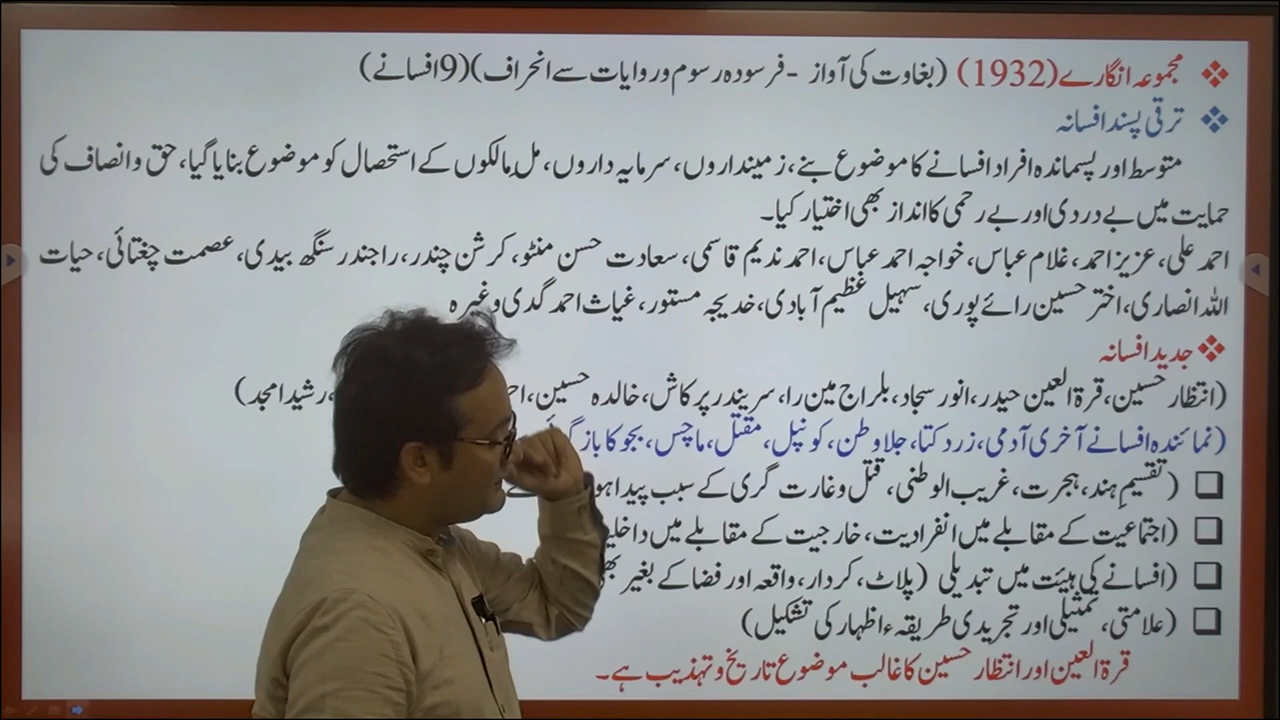 ❖ مجموعہ انگارے (1932) (بغاوت کی آواز - فرسودہ رسوم و روایات سے انحراف) (9 افسانے)
❖ ترقی پسند افسانہ
متوسط اور پسماندہ افراد افسانے کا موضوع بنے، زمینداروں، سرمایہ داروں، مل مالکوں کے استحصال کو موضوع بنایا گیا، حق و انصاف کی
حمایت میں بے دردی اور بے رحمی کا انداز بھی اختیار کیا۔
احمد علی، عزیز احمد، غلام عباس، خواجہ احمد عباس، احمد ندیم قاسمی، سعادت حسن منٹو، کرشن چندر، راجندر سنگھ بیدی، عصمت چغتائی، حیات
اللہ انصاری، اختر حسین رائے پوری، سہیل عظیم آبادی، خدیجہ مستور، غیاث احمد گدی وغیرہ
❖ جدید افسانہ
(انتظار حسین، قرۃ العین حیدر، انور سجاد، بلراج مین را، سریندر پرکاش، خالدہ حسین، رشید امجد)
(نمائندہ افسانے آخری آدمی، زرد کتا، جلاوطن، کونپل، مقتل، ماچس، بجوکا
❑ (تقسیمِ ہند، ہجرت، غریب الوطنی، قتل و غارت گری کے سبب پیدا
❑ (اجتماعیت کے مقابلے میں انفرادیت، خارجیت کے مقابلے میں
❑ (افسانے کی ہیئت میں تبدیلی (پلاٹ، کردار، واقعہ اور فضا کے بغیر
❑ (علامتی، تمثیلی اور تجریدی طریقہء اظہار کی تشکیل)
قرۃ العین اور انتظار حسین کا غالب موضوع تاریخ و تہذیب ہے۔